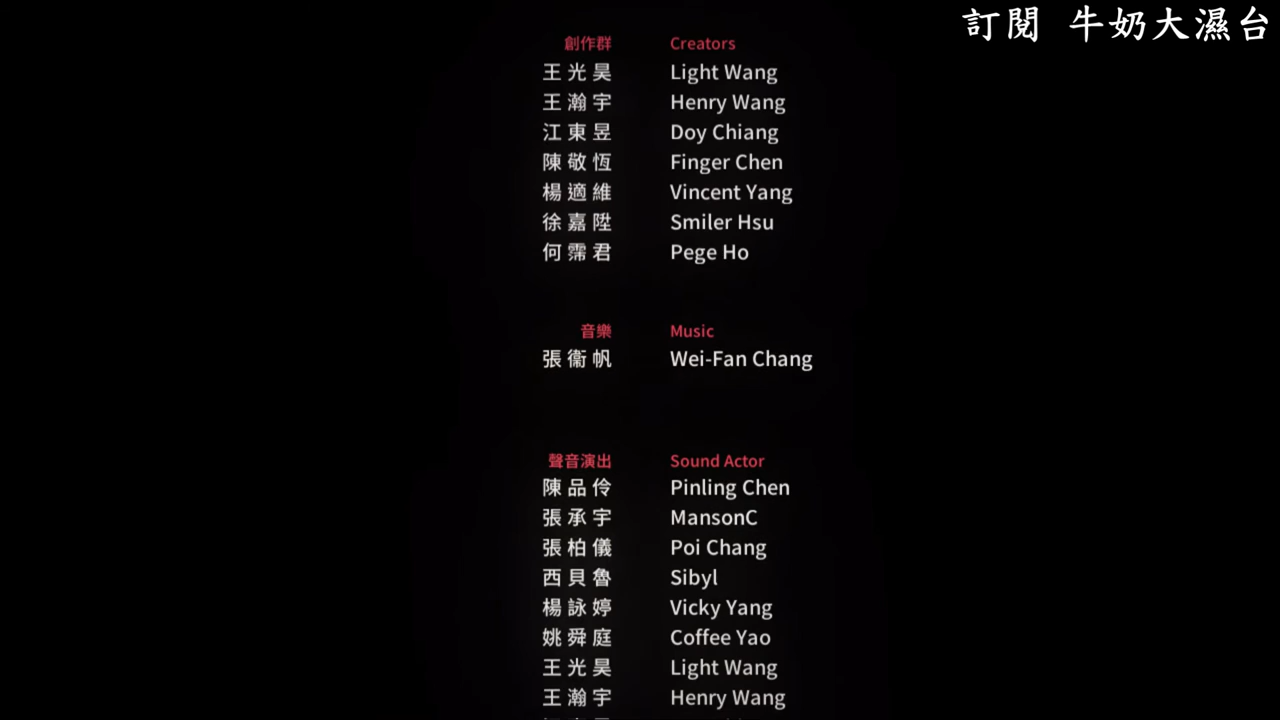 訂閱 牛奶大濕台
創作群 Creators
王光昊 Light Wang
王瀚宇 Henry Wang
江東昱 Doy Chiang
陳敬恆 Finger Chen
楊適維 Vincent Yang
徐嘉陞 Smiler Hsu
何霈君 Pege Ho
音樂 Music
張衞帆 Wei-Fan Chang
聲音演出 Sound Actor
陳品伶 Pinling Chen
張承宇 MansonC
張柏儀 Poi Chang
西貝魯 Sibyl
楊詠婷 Vicky Yang
姚舜庭 Coffee Yao
王光昊 Light Wang
王瀚宇 Henry Wang